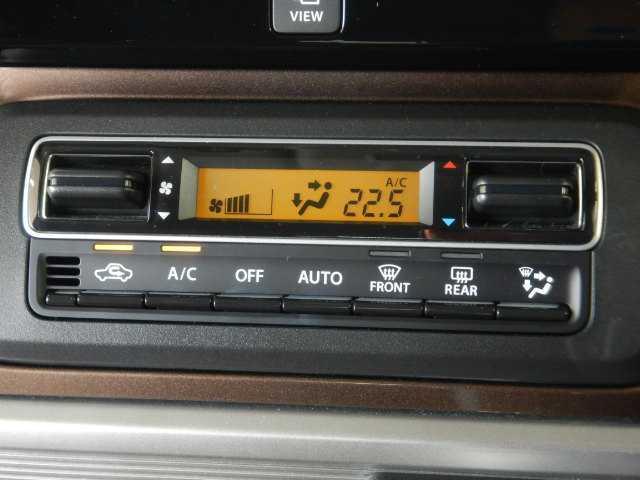 VIEW
A/C
22.5
A/C OFF AUTO FRONT REAR